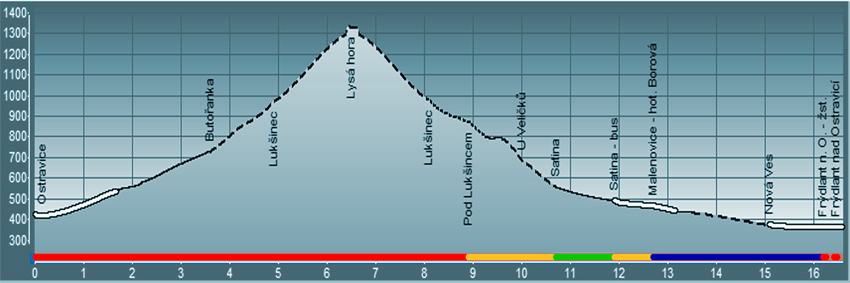 1400
1300
1200
1100
1000
900
800
700
600
500
400
300
Ostravice
Butořanka
Lukšinec
Lysá hora
Lukšinec
Pod Lukšincem
U Veličků
Satina
Satina - bus
Malenovice - hot. Borová
Nová Ves
Frýdlant n. O. - žst.
Frýdlant nad Ostravicí
0 1 2 3 4 5 6 7 8 9 10 11 12 13 14 15 16